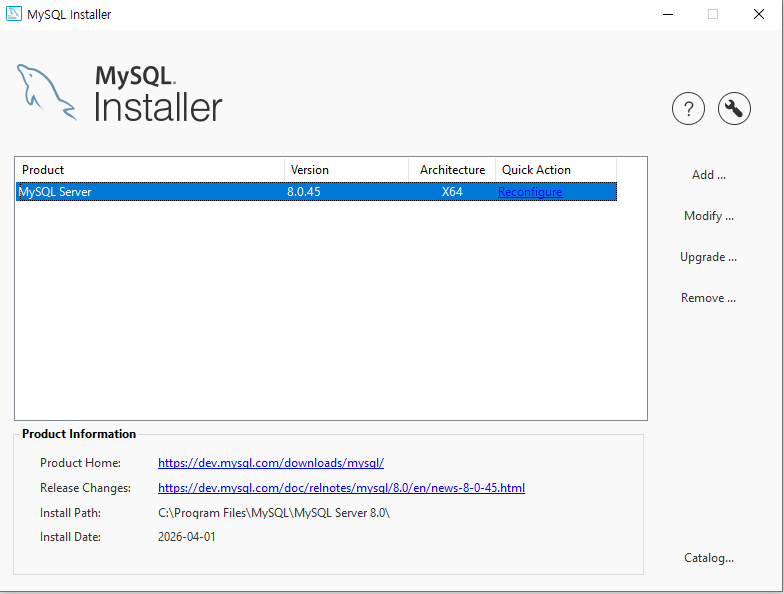 MySQL Installer
MySQL.
Installer
?
Product Version Architecture Quick Action
MySQL Server 8.0.45 X64 Reconfigure
Add ...
Modify ...
Upgrade ...
Remove ...
Product Information
Product Home: https://dev.mysql.com/downloads/mysql/
Release Changes: https://dev.mysql.com/doc/relnotes/mysql/8.0/en/news-8-0-45.html
Install Path: C:\Program Files\MySQL\MySQL Server 8.0\
Install Date: 2026-04-01
Catalog...